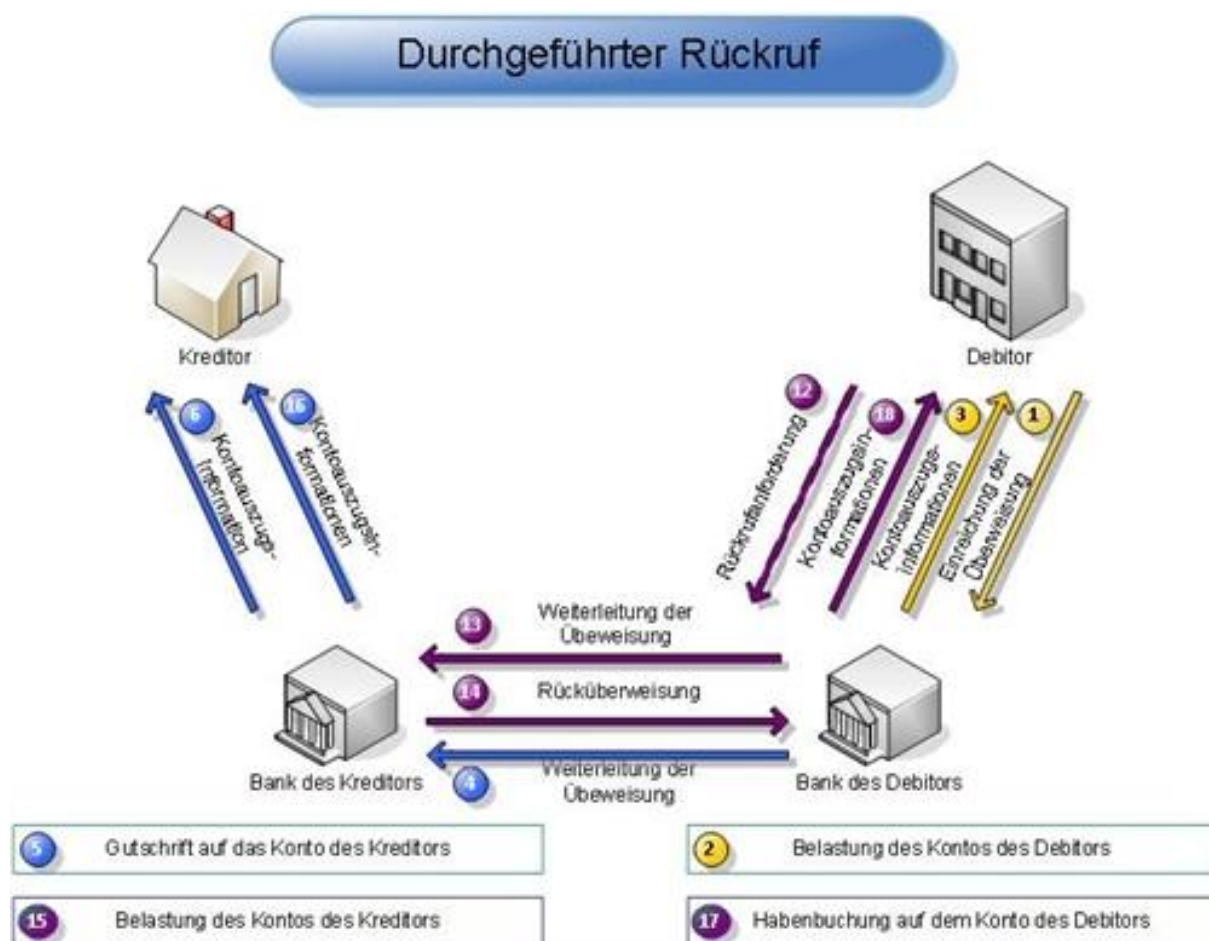 Durchgeführter Rückruf
Kreditor
Debitor
6
Kontoauszugs-
Information
16
Kontoauszugsin-
formationen
12
Rückrufanforderung
18
Kontoauszugsin-
formationen
3
Kontoauszugs-
Informationen
1
Einreichung der
Überweisung
13
Weiterleitung der
Übeweisung
14
Rücküberweisung
4
Weiterleitung der
Übeweisung
Bank des Kreditors
Bank des Debitors
5 Gutschrift auf das Konto des Kreditors
2 Belastung des Kontos des Debitors
15 Belastung des Kontos des Kreditors
17 Habenbuchung auf dem Konto des Debitors